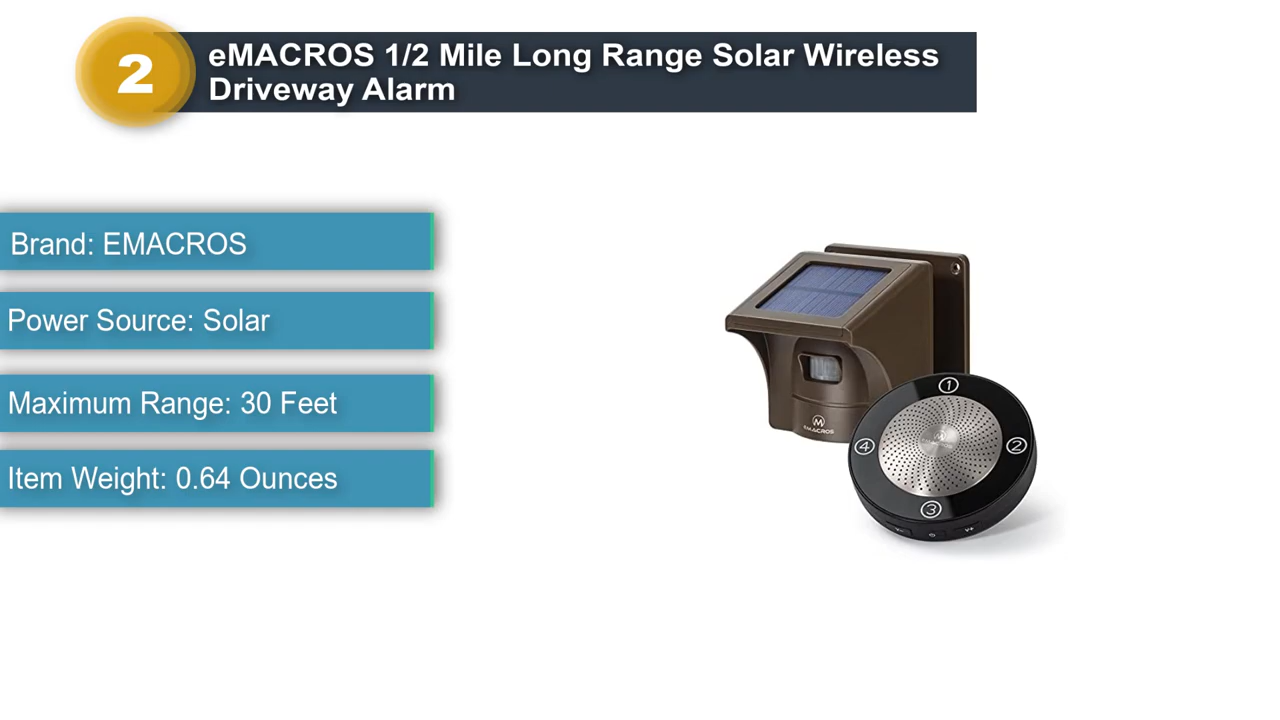 2
eMACROS 1/2 Mile Long Range Solar Wireless
Driveway Alarm
Brand: EMACROS
Power Source: Solar
Maximum Range: 30 Feet
Item Weight: 0.64 Ounces
M
EMACROS
1
4
2
3